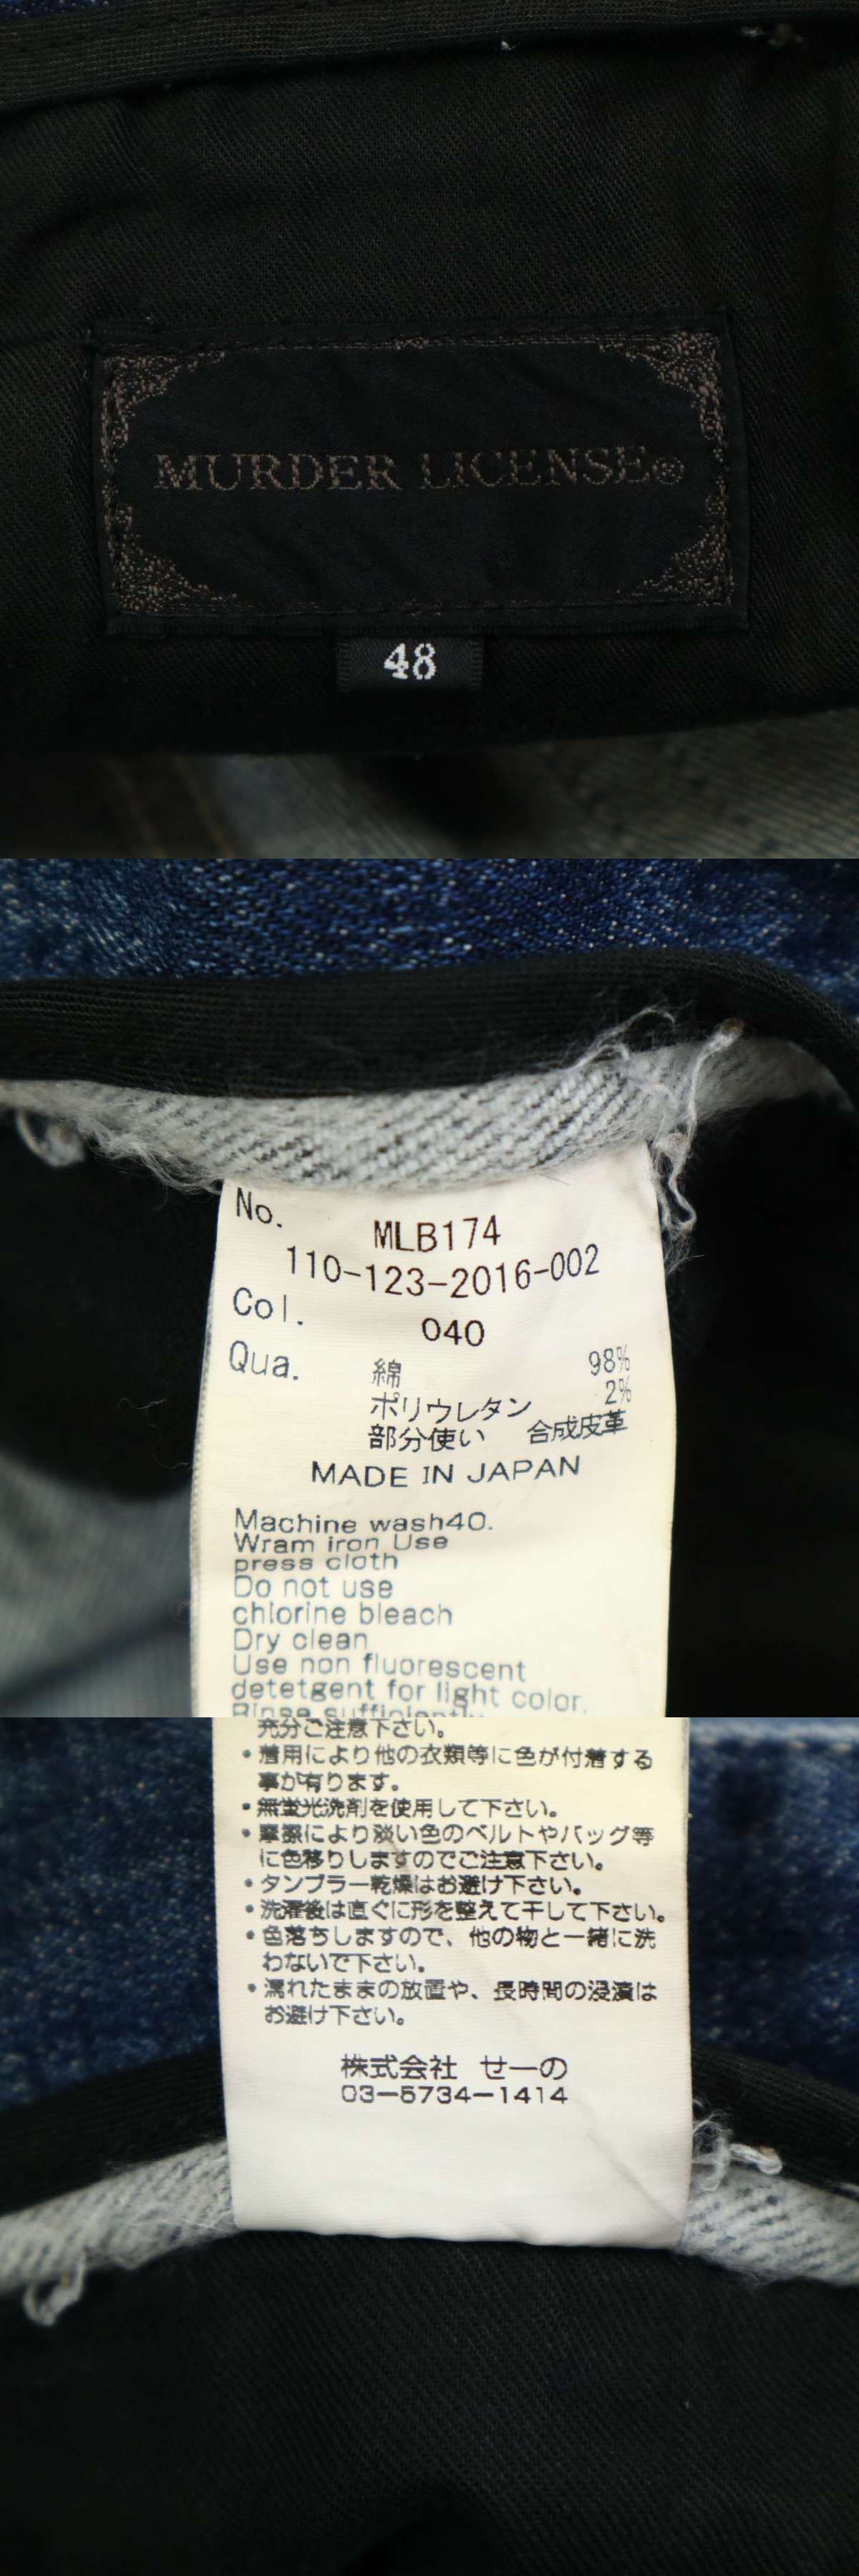 MURDER LICENSE®
48
No.
MLB174
110-123-2016-002
Col.
040
Qua. 綿 98%
ポリウレタン 2%
部分使い 合成皮革
MADE IN JAPAN
Machine wash40.
Wram iron Use
press cloth
Do not use
chlorine bleach
Dry clean
Use non fluorescent
detetgent for light color.
Rinse sufficiently
充分ご注意下さい。
・着用により他の衣類等に色が付着する
事が有ります。
・無蛍光洗剤を使用して下さい。
・摩擦により淡い色のベルトやバッグ等
に色移りしますのでご注意下さい。
・タンブラー乾燥はお避け下さい。
・洗濯後は直ぐに形を整えて干して下さい。
・色落ちしますので、他の物と一緒に洗
わないで下さい。
・濡れたままの放置や、長時間の浸漬は
お避け下さい。
株式会社 せーの
03-5734-1414